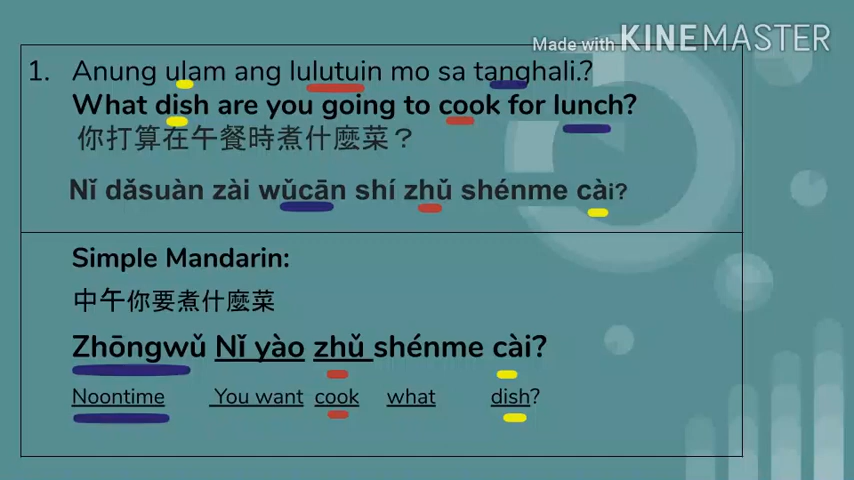 Made with KINEMASTER
1. Anung ulam ang lulutuin mo sa tanghali.?
What dish are you going to cook for lunch?
你打算在午餐時煮什麼菜？
Nǐ dǎsuàn zài wǔcān shí zhǔ shénme cài?
Simple Mandarin:
中午你要煮什麼菜
Zhōngwǔ Nǐ yào zhǔ shénme cài?
Noontime You want cook what dish?